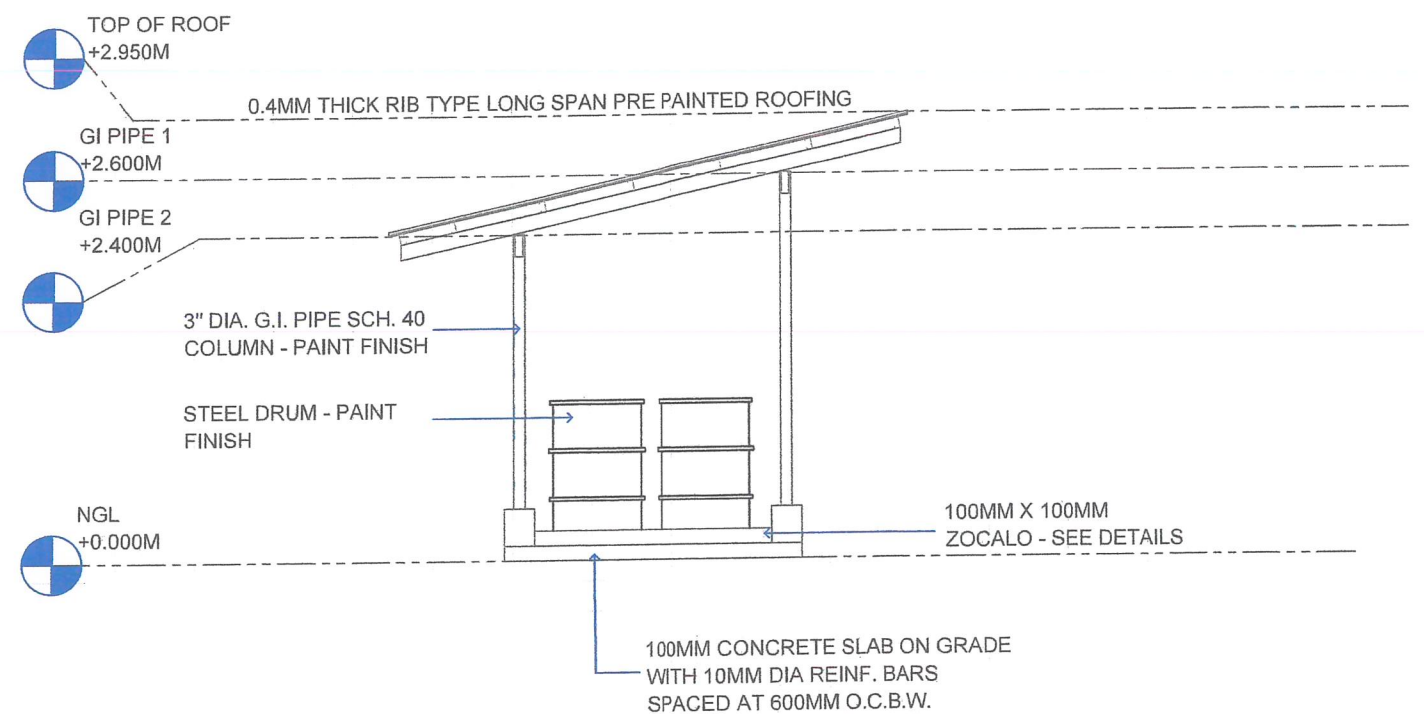 TOP OF ROOF
+2.950M
0.4MM THICK RIB TYPE LONG SPAN PRE PAINTED ROOFING
GI PIPE 1
+2.600M
GI PIPE 2
+2.400M
3" DIA. G.I. PIPE SCH. 40
COLUMN - PAINT FINISH
STEEL DRUM - PAINT
FINISH
NGL
+0.000M
100MM X 100MM
ZOCALO - SEE DETAILS
100MM CONCRETE SLAB ON GRADE
WITH 10MM DIA REINF. BARS
SPACED AT 600MM O.C.B.W.